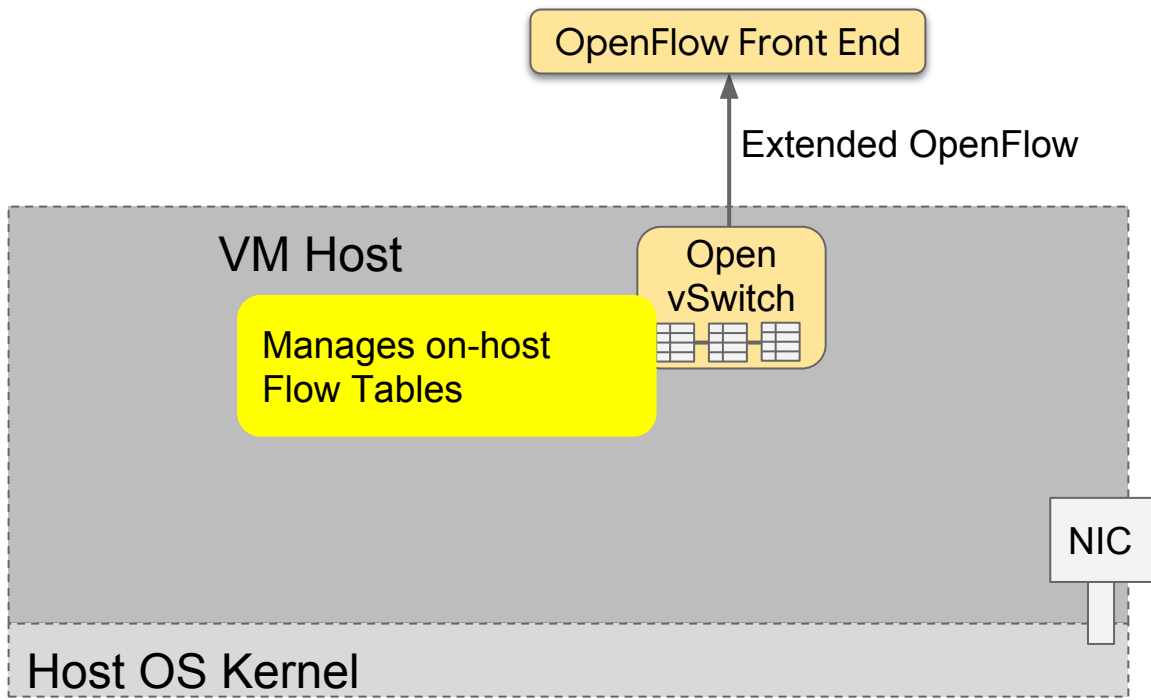 OpenFlow Front End
Extended OpenFlow
VM Host
Open
vSwitch
Manages on-host
Flow Tables
NIC
Host OS Kernel